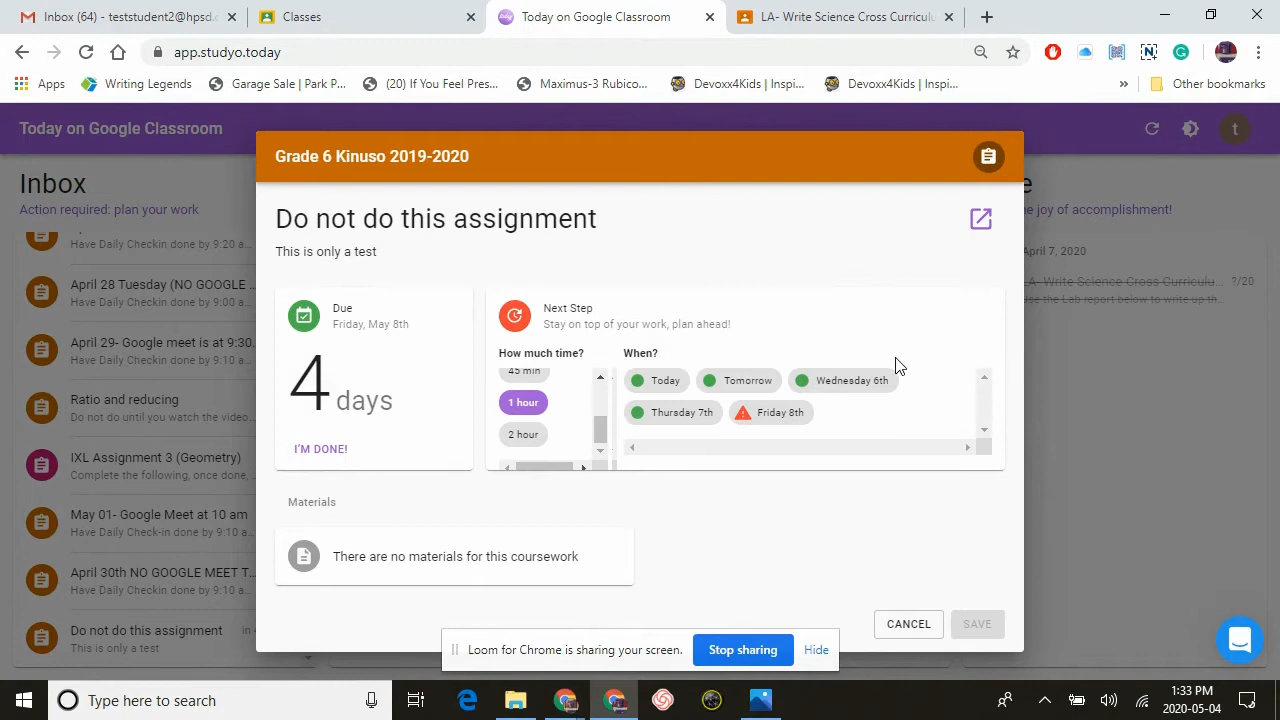 Inbox (64) - teststudent2@hpsd.c
Classes
Today on Google Classroom
LA- Write Science Cross Curricul
app.studyo.today
Apps
Writing Legends
Garage Sale | Park P...
(20) If You Feel Pres...
Maximus-3 Rubico...
Devoxx4Kids | Inspi...
Devoxx4Kids | Inspi...
Other bookmarks
Today on Google Classroom
t
Inbox
Action required: plan your work
Have Daily Checkin done by 9:20 a...
April 28 Tuesday (NO GOOGLE ...
Have Daily Checkin done by 9:00 a...
April 29- Google meet is at 9:30.
Have Daily Checkin done by 9:10 a...
Ratio and reducing
Do not do until you watch the video...
IXL Assignment 3 (Geometry)
Complete the following, once done,
May 01- Google Meet at 10 am
Have Daily Check-in done by 9:10 a...
April 30th NO GOOGLE MEET T...
Have Daily Checkin done by 9:10 a...
Do not do this assignment
in 4
This is only a test
Grade 6 Kinuso 2019-2020
Do not do this assignment
This is only a test
Due
Friday, May 8th
4 days
I'M DONE!
Next Step
Stay on top of your work, plan ahead!
How much time?
45 min
1 hour
2 hour
When?
Today
Tomorrow
Wednesday 6th
Thursday 7th
Friday 8th
Materials
There are no materials for this coursework
CANCEL
SAVE
e
he joy of accomplishment!
April 7, 2020
LA- Write Science Cross Curriculu...
?/20
Use the Lab report below to write up th...
Loom for Chrome is sharing your screen.
Stop sharing
Hide
Type here to search
1:33 PM
2020-05-04